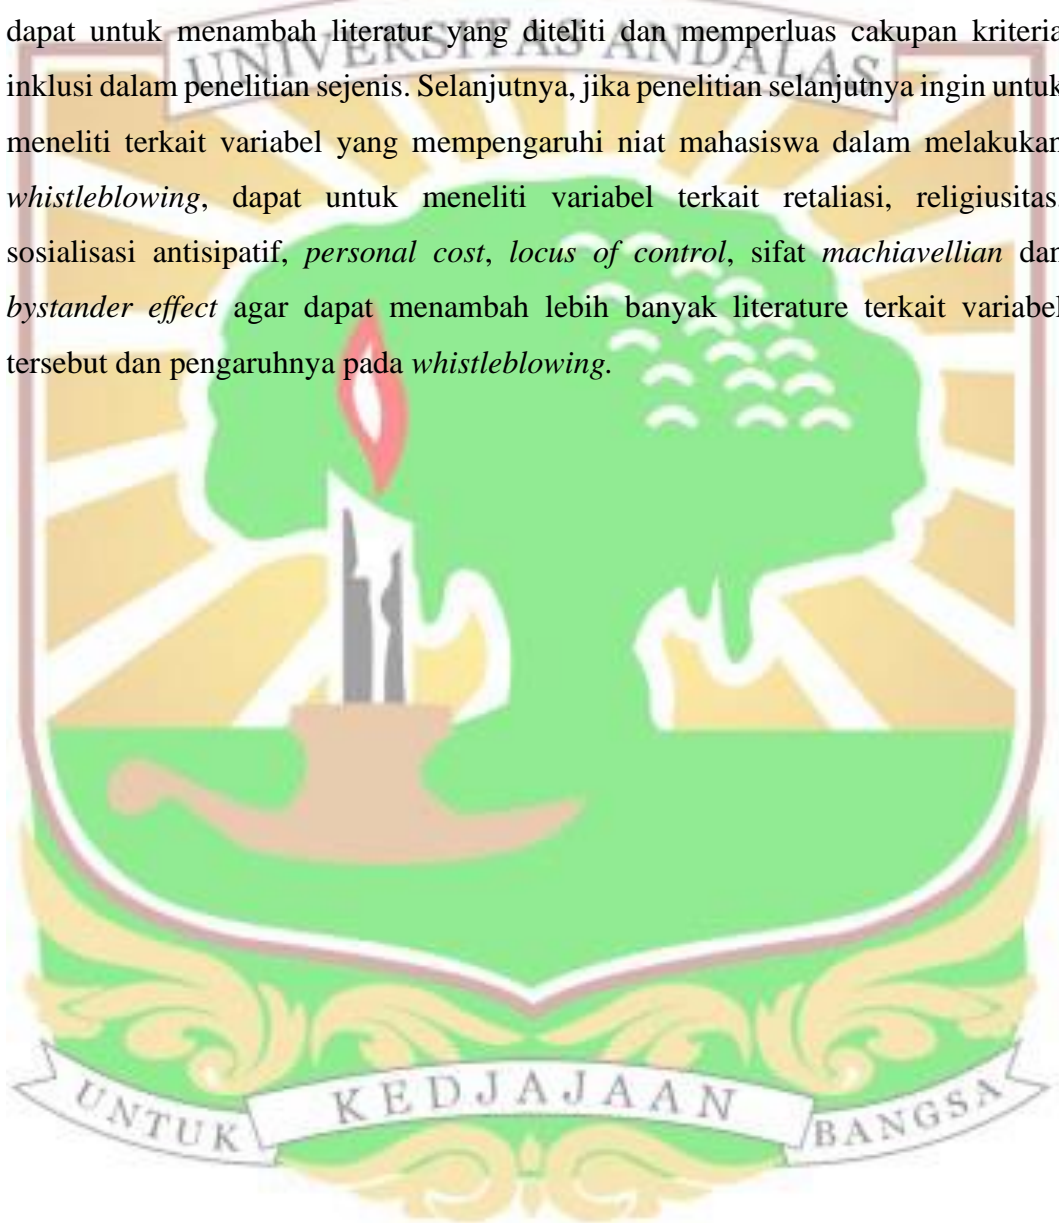 dapat untuk menambah literatur yang diteliti dan memperluas cakupan kriteria
UNIVERSITAS ANDALAS
inklusi dalam penelitian sejenis. Selanjutnya, jika penelitian selanjutnya ingin untuk
meneliti terkait variabel yang mempengaruhi niat mahasiswa dalam melakukan
whistleblowing, dapat untuk meneliti variabel terkait retaliasi, religiusitas,
sosialisasi antisipatif, personal cost, locus of control, sifat machiavellian dan
bystander effect agar dapat menambah lebih banyak literature terkait variabel
tersebut dan pengaruhnya pada whistleblowing.
UNTUK KEDJAJAAN BANGSA